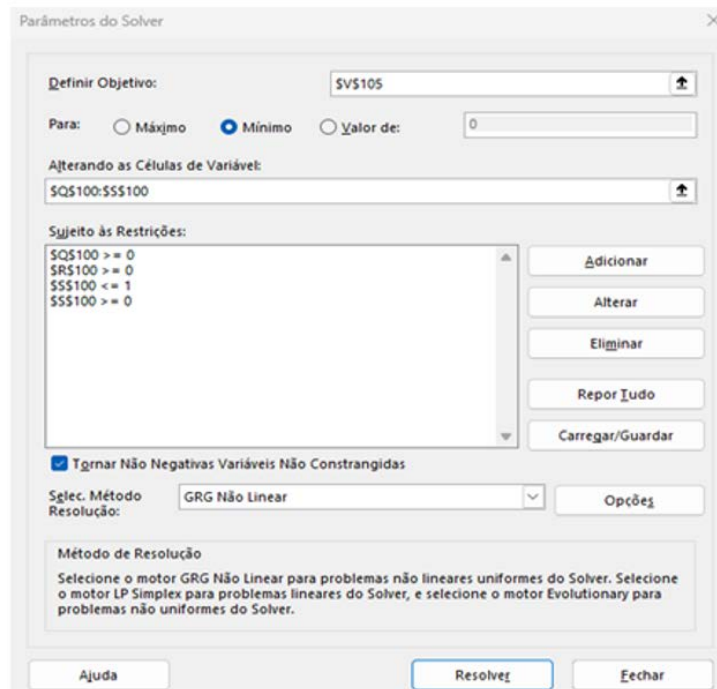 Parâmetros do Solver
Definir Objetivo:
$V$105
Para:
Máximo
Mínimo
Valor de:
0
Alterando as Células de Variável:
$Q$100:$S$100
Sujeito às Restrições:
$Q$100 >= 0
$R$100 >= 0
$S$100 <= 1
$S$100 >= 0
Adicionar
Alterar
Eliminar
Repor Tudo
Carregar/Guardar
Tornar Não Negativas Variáveis Não Constrangidas
Selec. Método
Resolução:
GRG Não Linear
Opções
Método de Resolução
Selecione o motor GRG Não Linear para problemas não lineares uniformes do Solver. Selecione
o motor LP Simplex para problemas lineares do Solver, e selecione o motor Evolutionary para
problemas não uniformes do Solver.
Ajuda
Resolver
Fechar